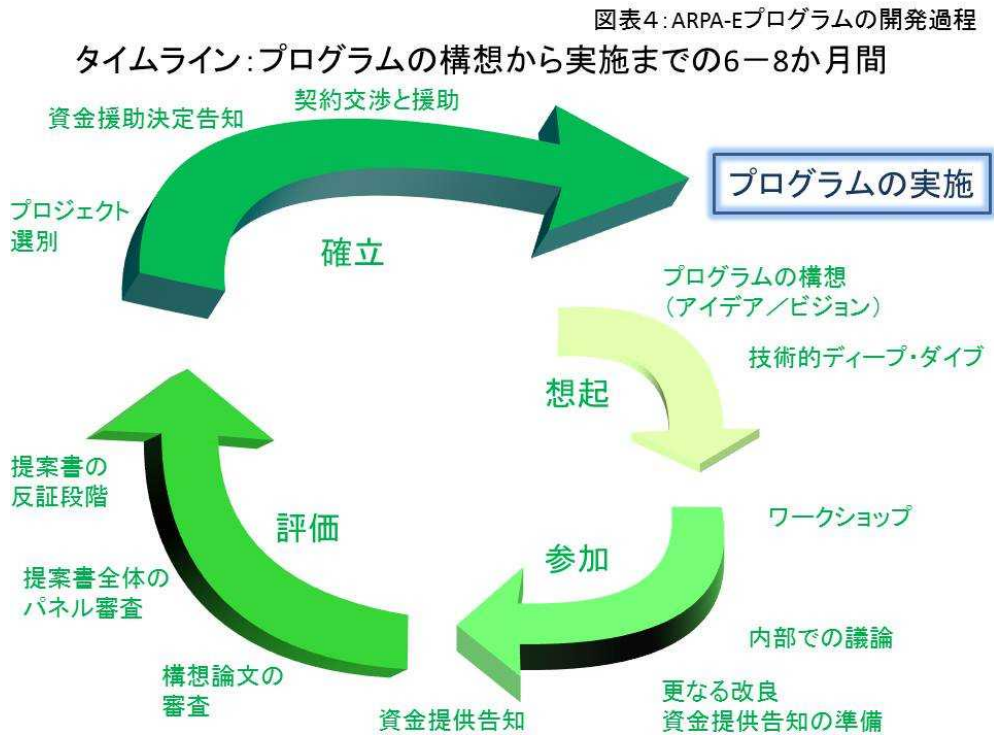 図表4：ARPA-Eプログラムの開発過程
タイムライン：プログラムの構想から実施までの6－8か月間
契約交渉と援助
資金援助決定告知
プログラムの実施
プロジェクト
選別
確立
プログラムの構想
（アイデア／ビジョン）
技術的ディープ・ダイブ
想起
提案書の
反証段階
評価
ワークショップ
参加
提案書全体の
パネル審査
内部での議論
構想論文の
審査
更なる改良
資金提供告知の準備
資金提供告知